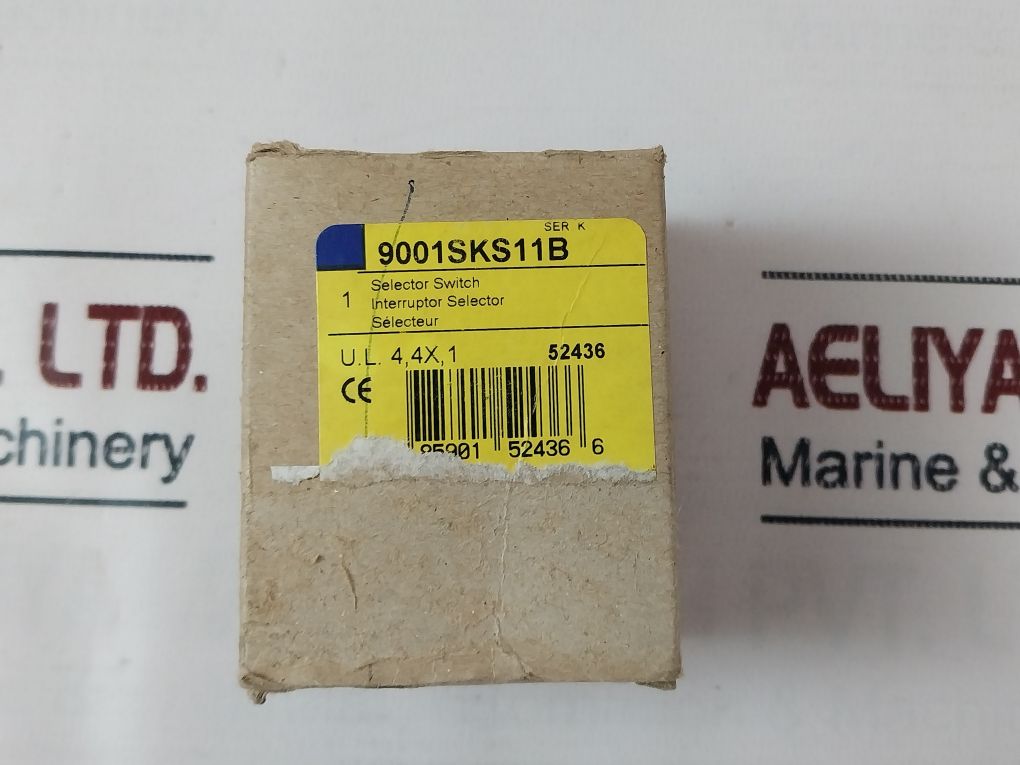 SER K
9001SKS11B
1
Selector Switch
Interruptor Selector
Sélecteur
U.L. 4,4X,1
52436
CE
85901 52436 6
LTD.
chinery
AELIYA
Marine &